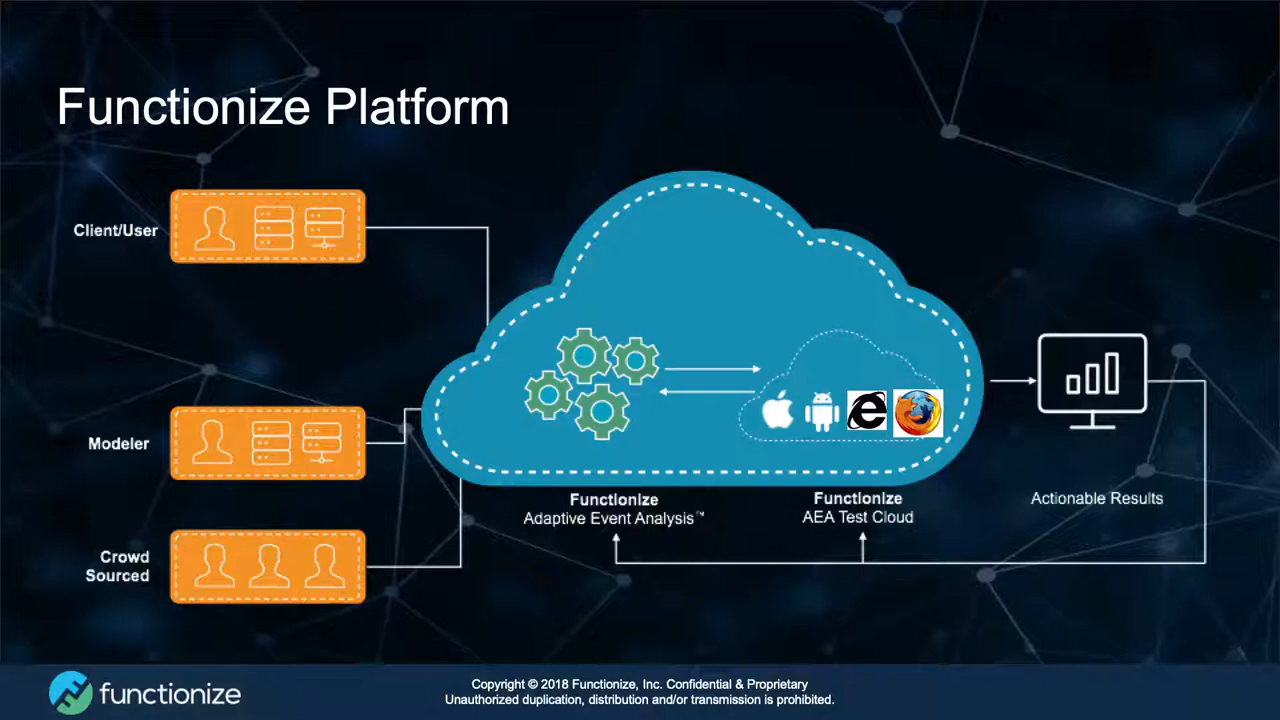 Functionize Platform
Client/User
Modeler
Crowd
Sourced
Functionize
Adaptive Event Analysis™
Functionize
AEA Test Cloud
Actionable Results
functionize
Copyright © 2018 Functionize, Inc. Confidential & Proprietary
Unauthorized duplication, distribution and/or transmission is prohibited.